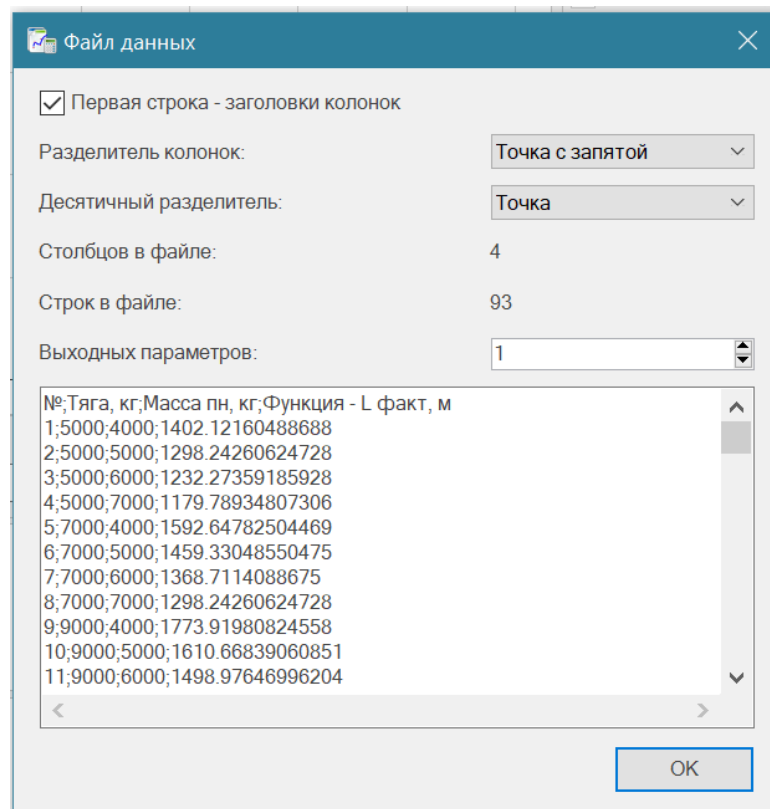 Файл данных
Первая строка - заголовки колонок
Разделитель колонок: Точка с запятой
Десятичный разделитель: Точка
Столбцов в файле: 4
Строк в файле: 93
Выходных параметров: 1
№;Тяга, кг;Масса пн, кг;Функция - L факт, м
1;5000;4000;1402.12160488688
2;5000;5000;1298.24260624728
3;5000;6000;1232.27359185928
4;5000;7000;1179.78934807306
5;7000;4000;1592.64782504469
6;7000;5000;1459.33048550475
7;7000;6000;1368.7114088675
8;7000;7000;1298.24260624728
9;9000;4000;1773.91980824558
10;9000;5000;1610.66839060851
11;9000;6000;1498.97646996204
OK